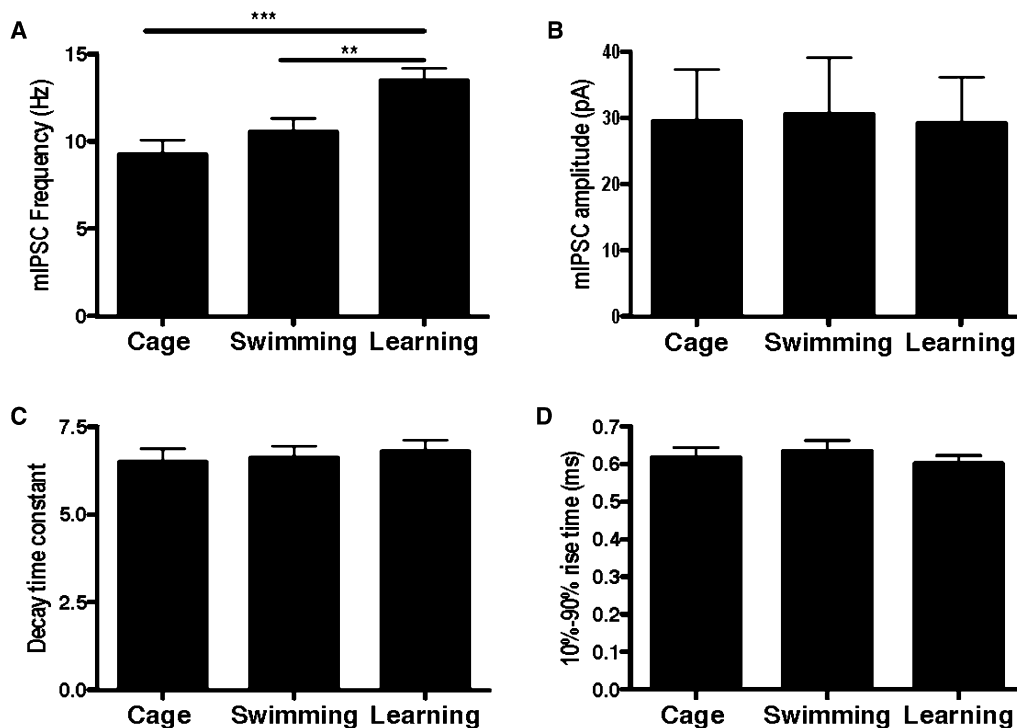 A
***
**
mIPSC Frequency (Hz)
15
10
5
0
Cage Swimming Learning
B
mIPSC amplitude (pA)
40
30
20
10
0
Cage Swimming Learning
C
Decay time constant
7.5
5.0
2.5
0.0
Cage Swimming Learning
D
10%-90% rise time (ms)
0.7
0.6
0.5
0.4
0.3
0.2
0.1
0.0
Cage Swimming Learning